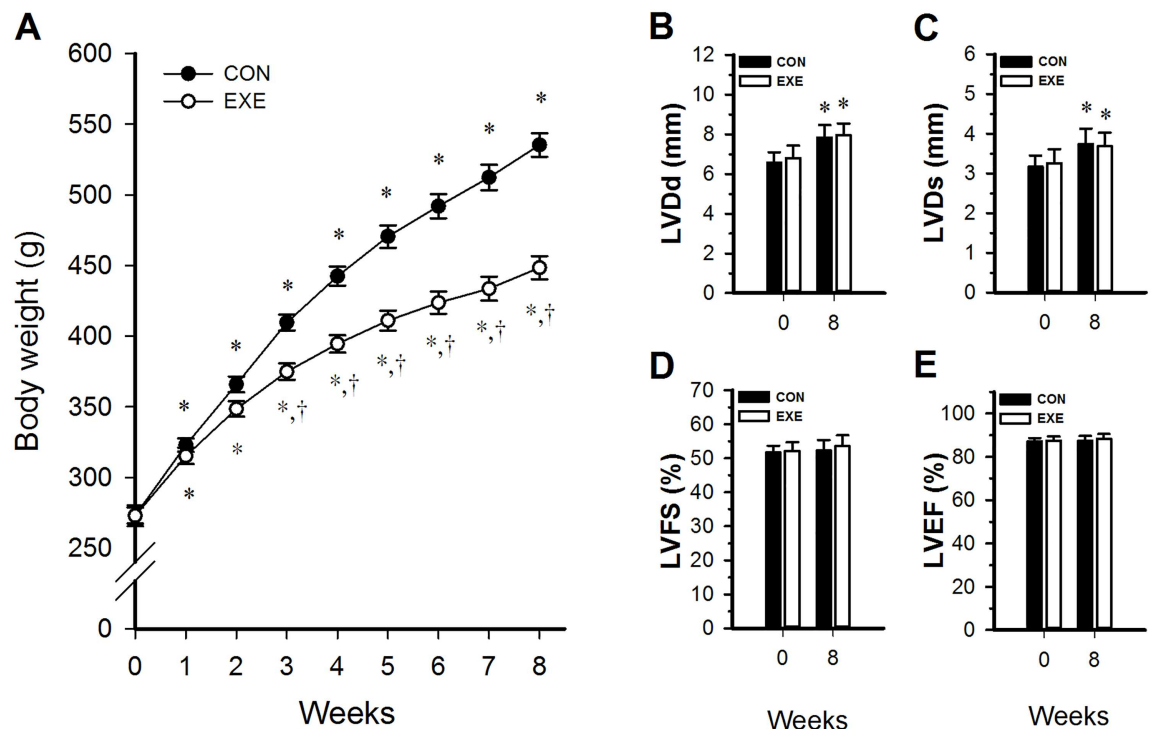 A
Body weight (g)
600
550
500
450
400
350
300
250
0
CON
EXE
*
*
*
*
*
*
*
*
*
*
*,†
*,†
*,†
*,†
*,†
*,†
0 1 2 3 4 5 6 7 8
Weeks
B
LVDd (mm)
12
10
8
6
4
2
0
CON
EXE
* *
0 8
C
LVDs (mm)
6
5
4
3
2
1
0
CON
EXE
* *
0 8
D
LVFS (%)
70
60
50
40
30
20
10
0
CON
EXE
0 8
Weeks
E
LVEF (%)
100
80
60
40
20
0
CON
EXE
0 8
Weeks